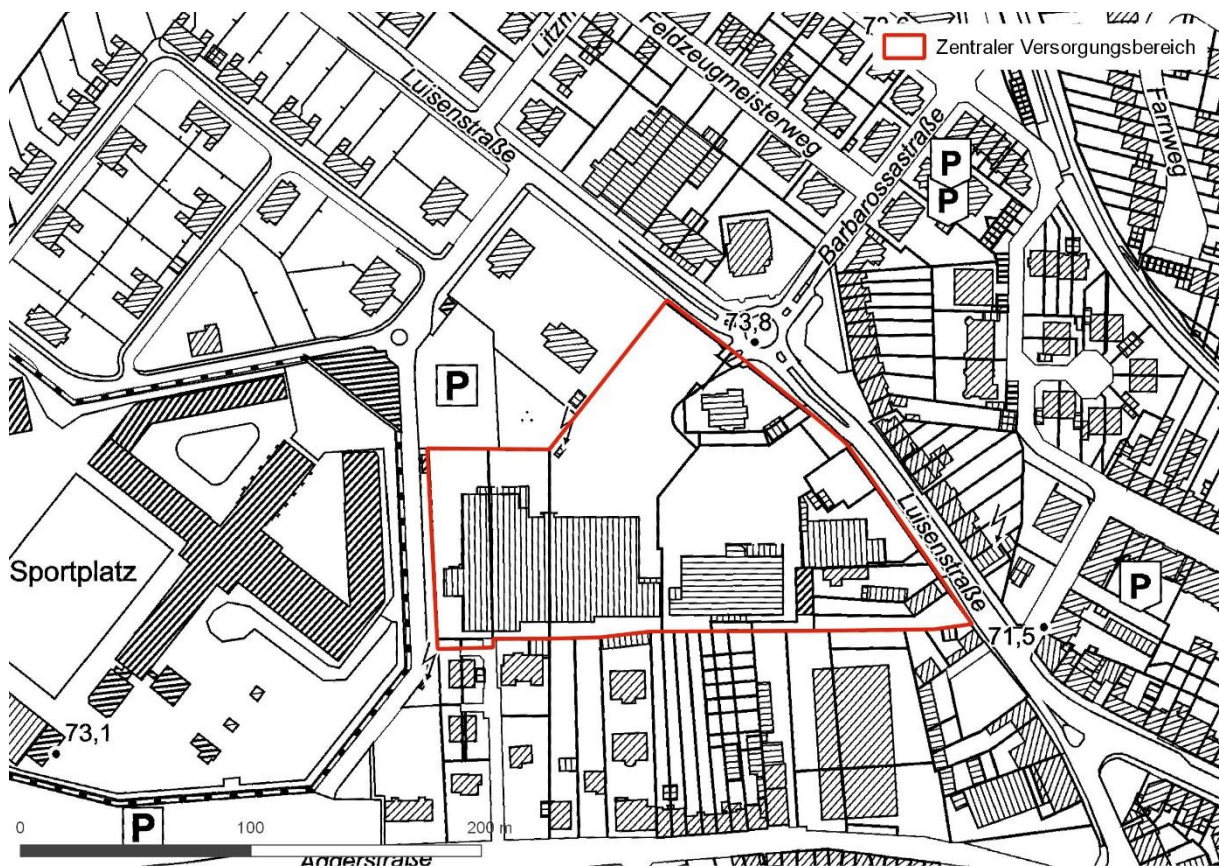 Zentraler Versorgungsbereich
Luisenstraße
Feldzeugmeisterweg
Barbarossastraße
Farnweg
P
P
73,8
P
Sportplatz
Luisenstraße
P
71,5
73,1
P
0 100 200 m
Aggerstraße